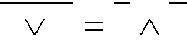 ∨ = ∧